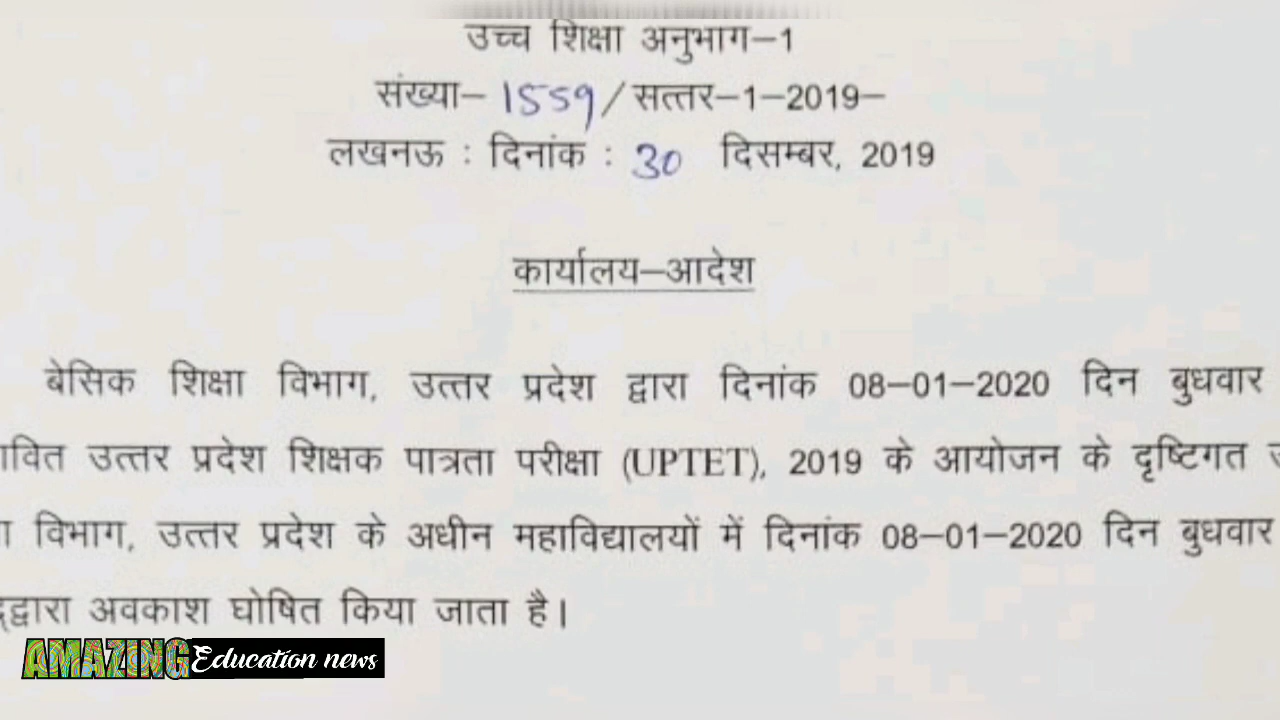 उच्च शिक्षा अनुभाग–1
संख्या– 1559/सत्तर–1–2019–
लखनऊ : दिनांक : 30 दिसम्बर, 2019
कार्यालय–आदेश
बेसिक शिक्षा विभाग, उत्तर प्रदेश द्वारा दिनांक 08–01–2020 दिन बुधवार
उत्तर प्रदेश शिक्षक पात्रता परीक्षा (UPTET), 2019 के आयोजन के दृष्टिगत
विभाग, उत्तर प्रदेश के अधीन महाविद्यालयों में दिनांक 08–01–2020 दिन बुधवार
अवकाश घोषित किया जाता है।
AMAZING Education news